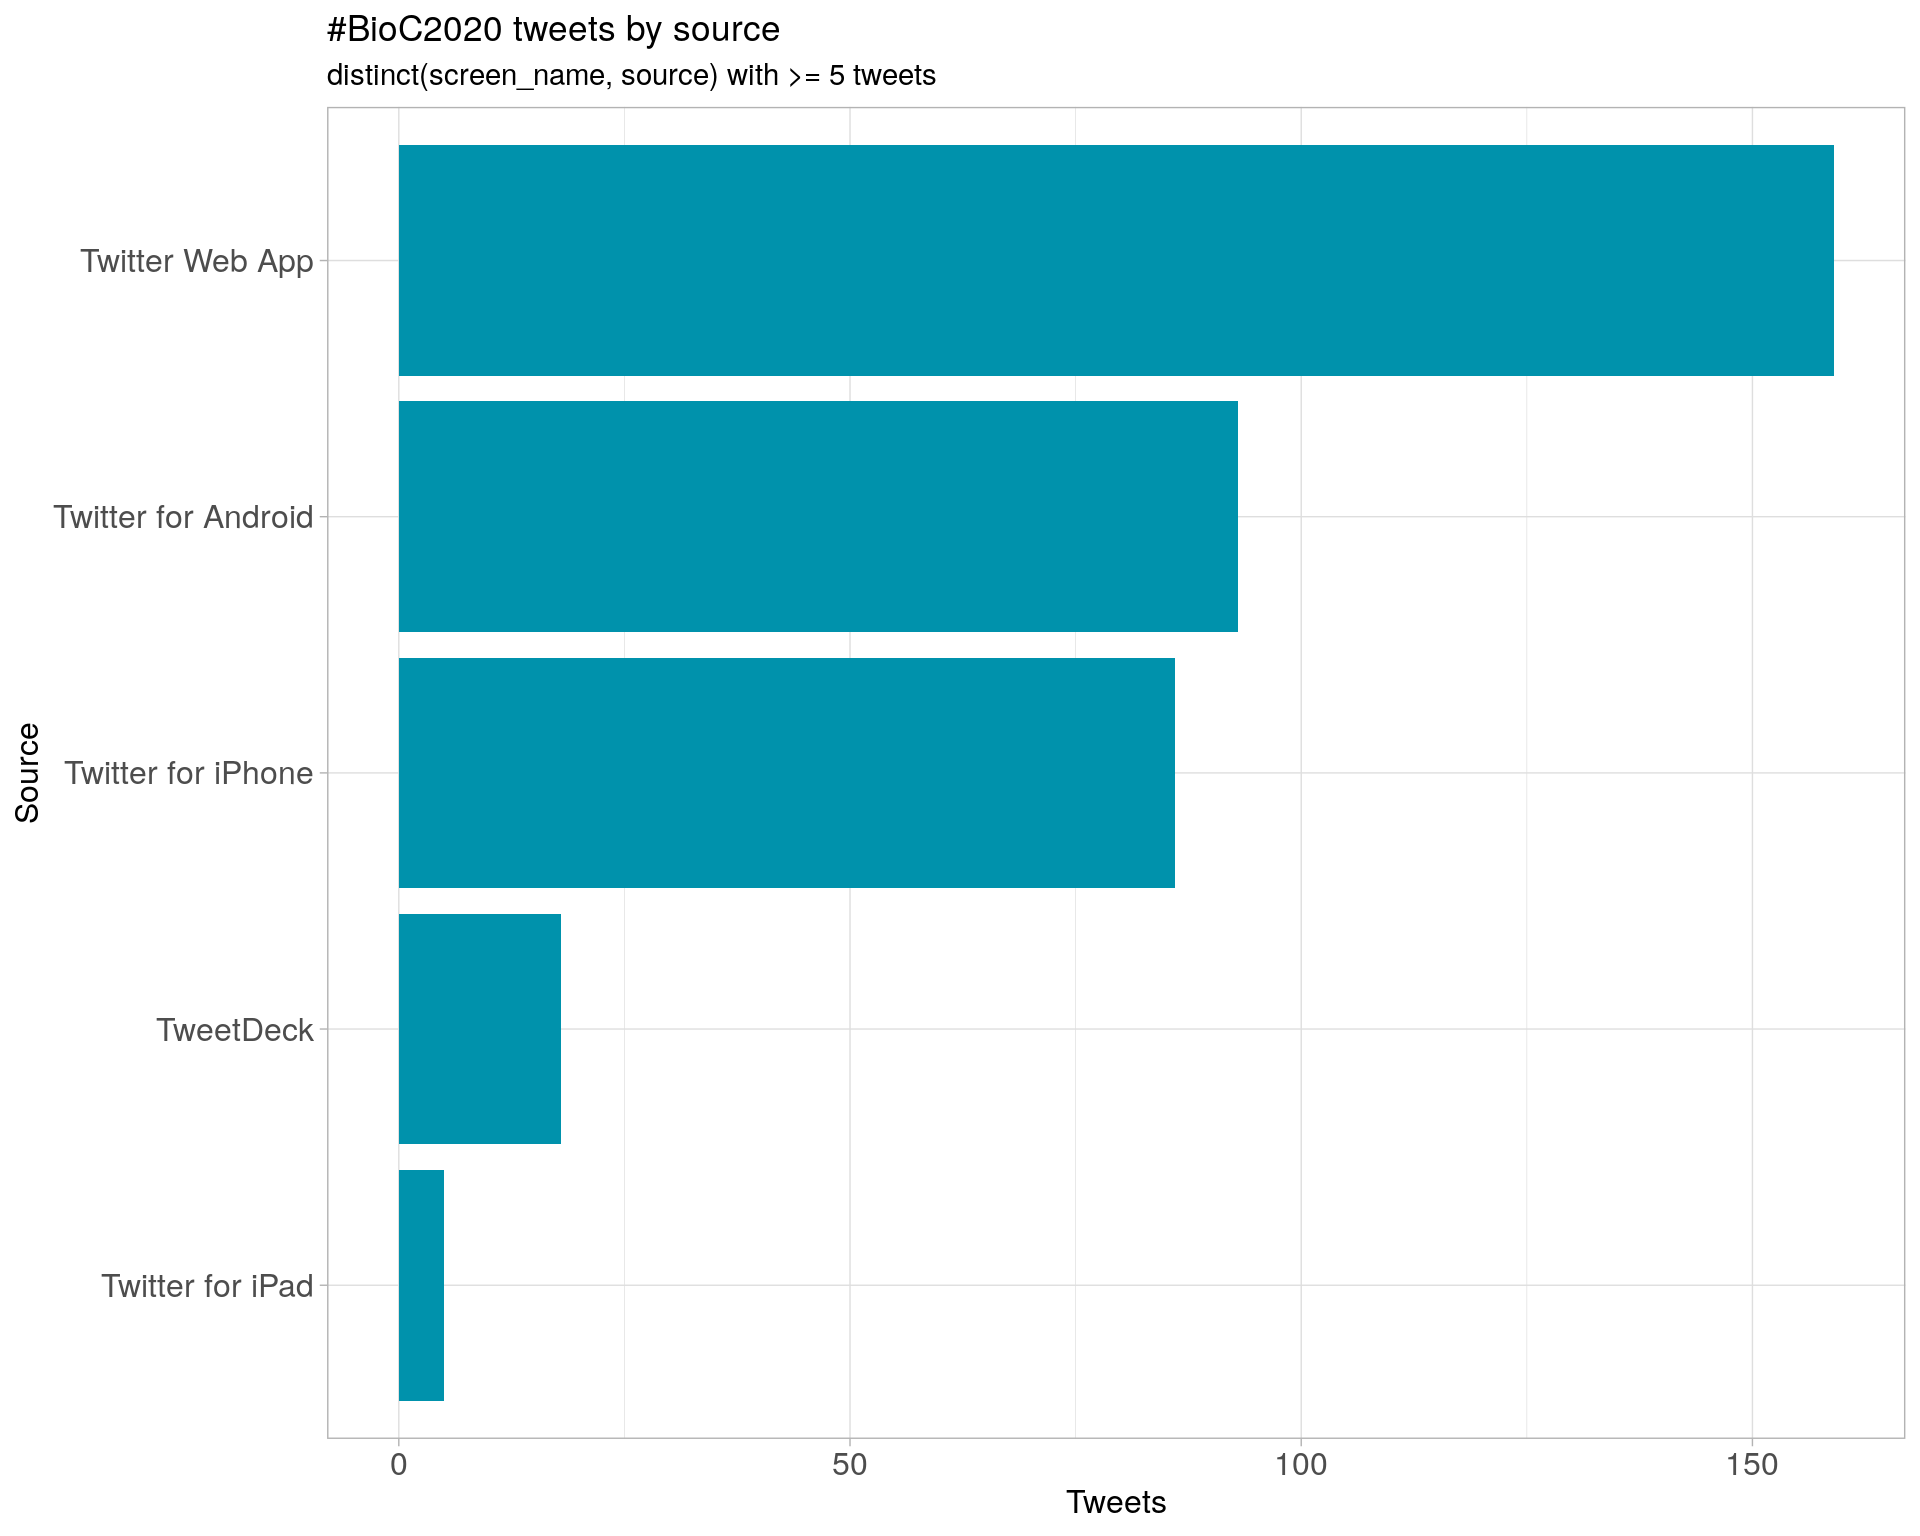 #BioC2020 tweets by source
distinct(screen_name, source) with >= 5 tweets
Source
Twitter Web App
Twitter for Android
Twitter for iPhone
TweetDeck
Twitter for iPad
0 50 100 150
Tweets